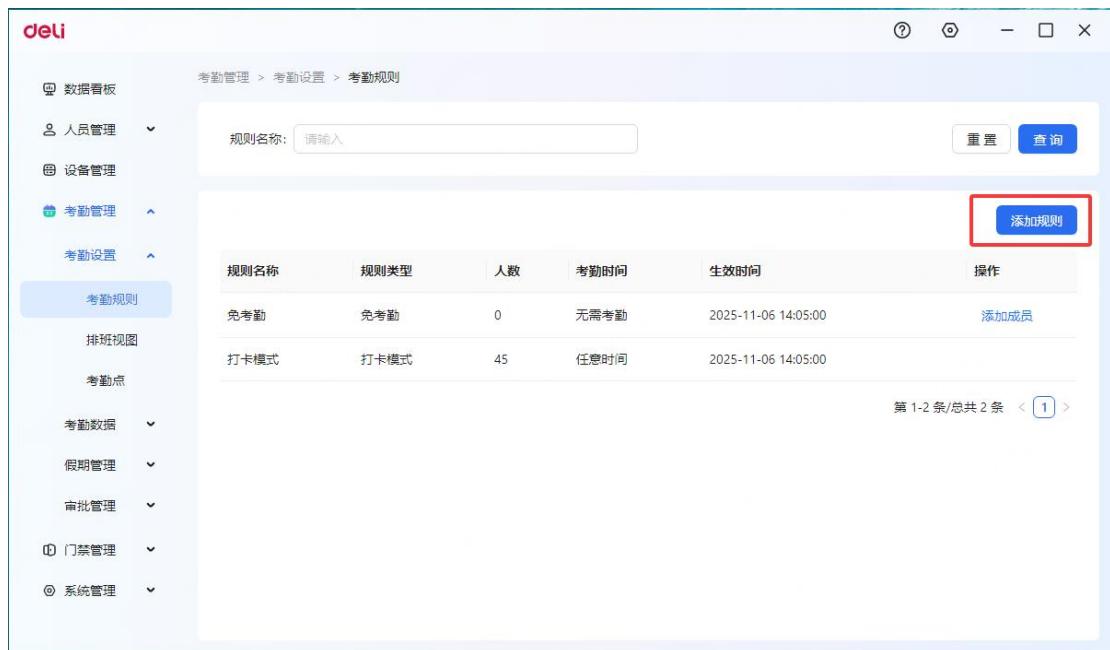 deli
数据看板
人员管理
设备管理
考勤管理
考勤设置
考勤规则
排班视图
考勤点
考勤数据
假期管理
审批管理
门禁管理
系统管理
考勤管理 > 考勤设置 > 考勤规则
规则名称： 请输入 重置 查询
添加规则
规则名称 规则类型 人数 考勤时间 生效时间 操作
免考勤 免考勤 0 无需考勤 2025-11-06 14:05:00 添加成员
打卡模式 打卡模式 45 任意时间 2025-11-06 14:05:00
第 1-2 条/总共 2 条 < 1 >